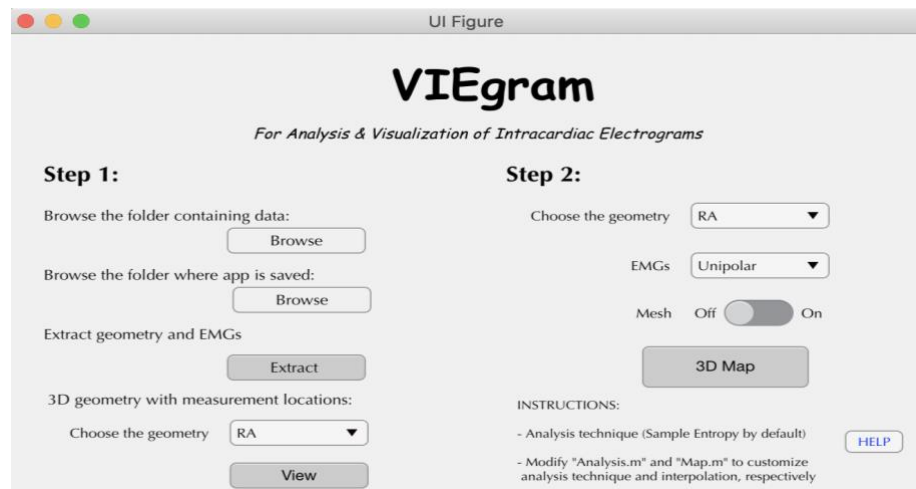 UI Figure
VIEgram
For Analysis & Visualization of Intracardiac Electrograms
Step 1:
Browse the folder containing data:
Browse
Browse the folder where app is saved:
Browse
Extract geometry and EMGs
Extract
3D geometry with measurement locations:
Choose the geometry RA
View
Step 2:
Choose the geometry RA
EMGs Unipolar
Mesh Off On
3D Map
INSTRUCTIONS:
- Analysis technique (Sample Entropy by default)
- Modify "Analysis.m" and "Map.m" to customize
analysis technique and interpolation, respectively
HELP